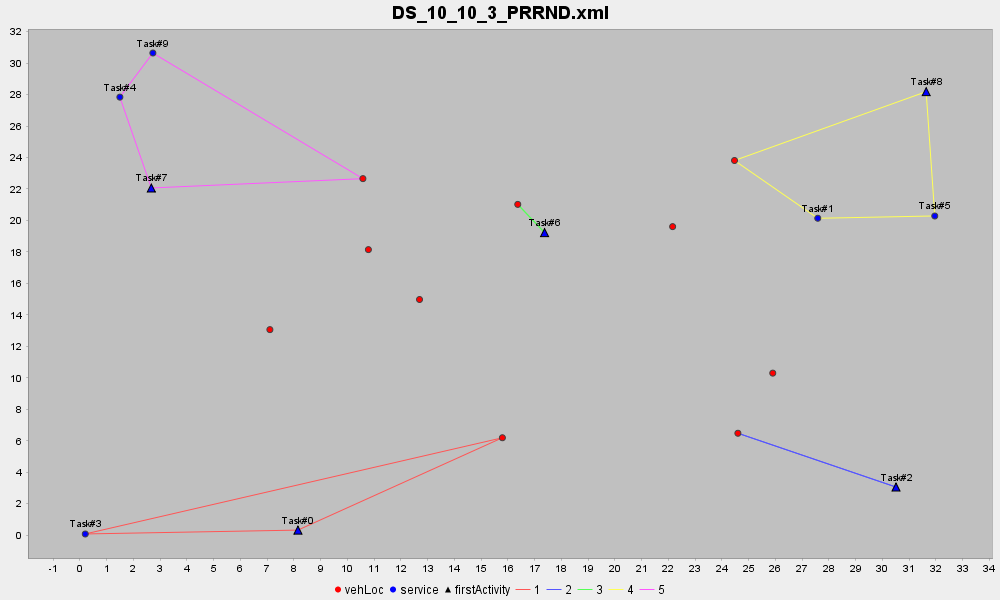 DS_10_10_3_PRRND.xml
32
30
28
26
24
22
20
18
16
14
12
10
8
6
4
2
0
Task#9
Task#4
Task#8
Task#7
Task#1
Task#5
Task#6
Task#2
Task#3
Task#0
-1 0 1 2 3 4 5 6 7 8 9 10 11 12 13 14 15 16 17 18 19 20 21 22 23 24 25 26 27 28 29 30 31 32 33 34
vehLoc service firstActivity 1 2 3 4 5